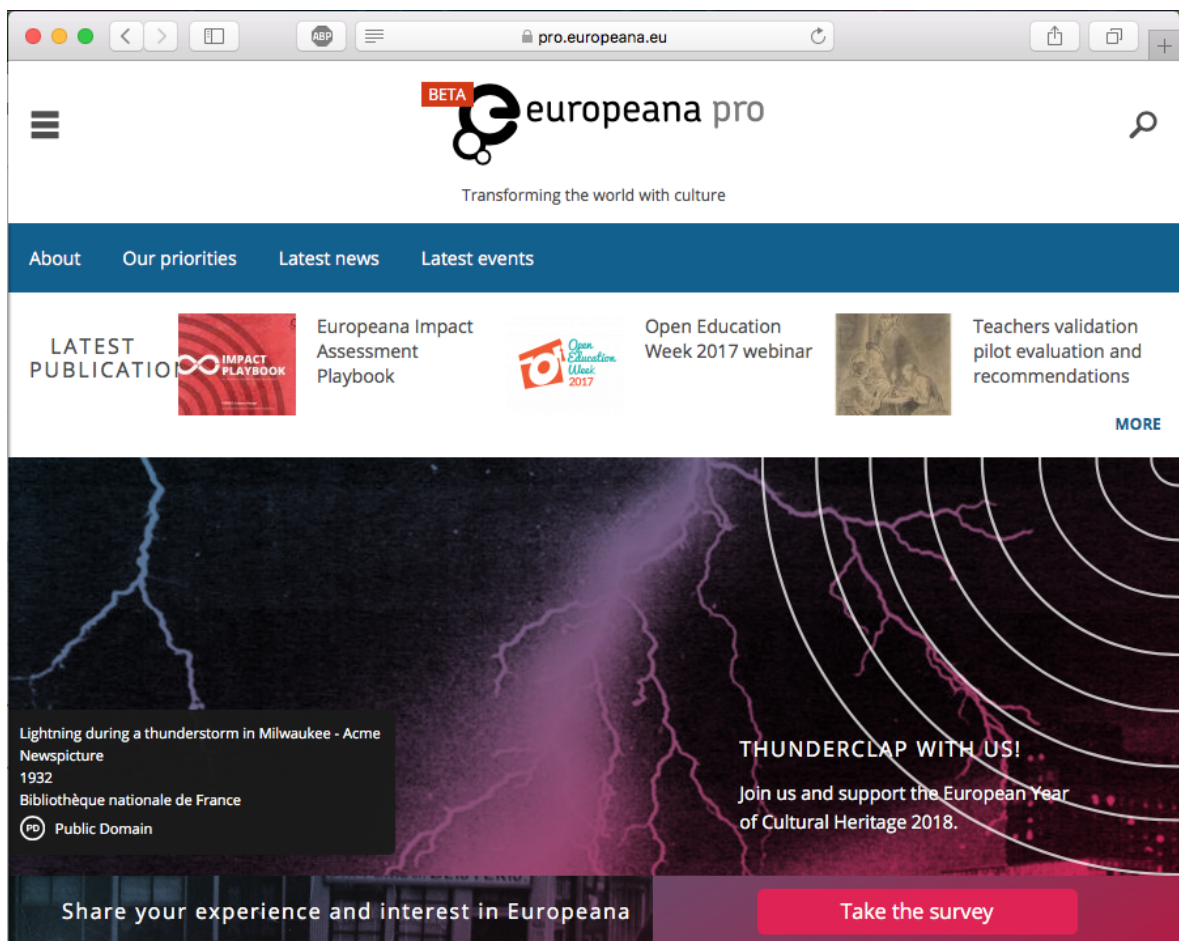 ABP
pro.europeana.eu
BETA
europeana pro
Transforming the world with culture
About Our priorities Latest news Latest events
LATEST
PUBLICATIO
IMPACT
PLAYBOOK
Europeana Impact
Assessment
Playbook
Open
Education
Week
2017
Open Education
Week 2017 webinar
Teachers validation
pilot evaluation and
recommendations
MORE
Lightning during a thunderstorm in Milwaukee - Acme
Newspicture
1932
Bibliothèque nationale de France
PD Public Domain
THUNDERCLAP WITH US!
Join us and support the European Year
of Cultural Heritage 2018.
Share your experience and interest in Europeana
Take the survey